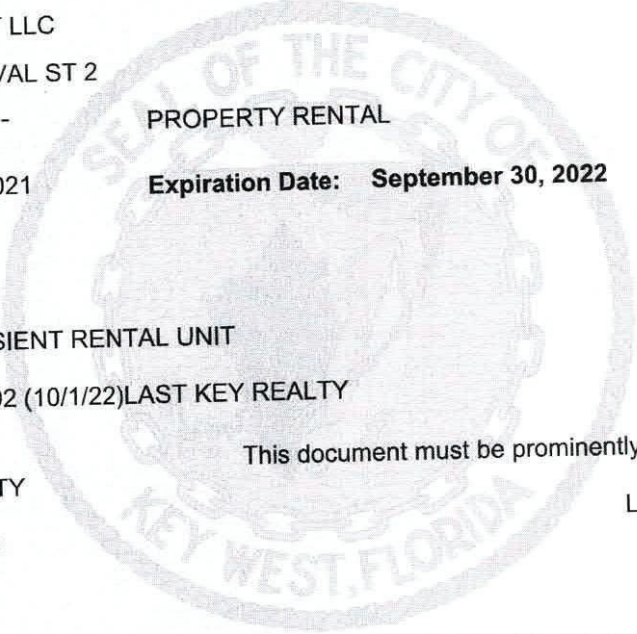 LLC
VAL ST 2
-
PROPERTY RENTAL
021
Expiration Date: September 30, 2022
SIENT RENTAL UNIT
02 (10/1/22)LAST KEY REALTY
This document must be prominently
TY
L
SEAL OF THE CITY OF
KEY WEST, FLORIDA